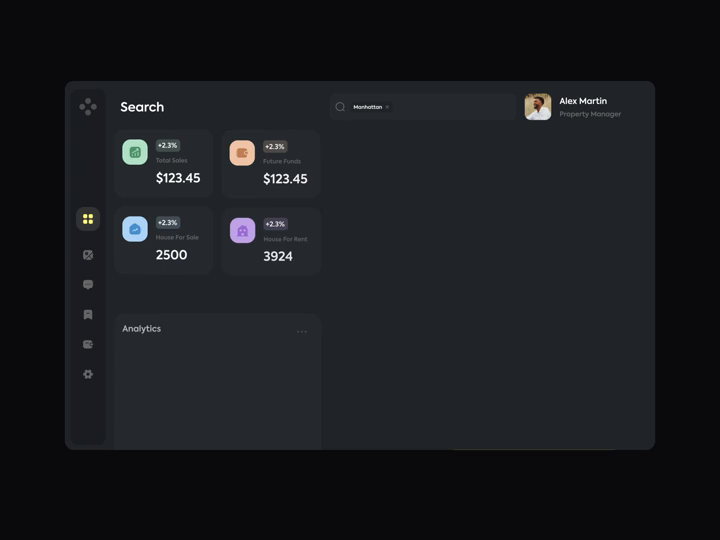 Search
Manhattan ×
Alex Martin
Property Manager
+2.3%
Total Sales
$123.45
+2.3%
Future Funds
$123.45
+2.3%
House For Sale
2500
+2.3%
House For Rent
3924
Analytics
...